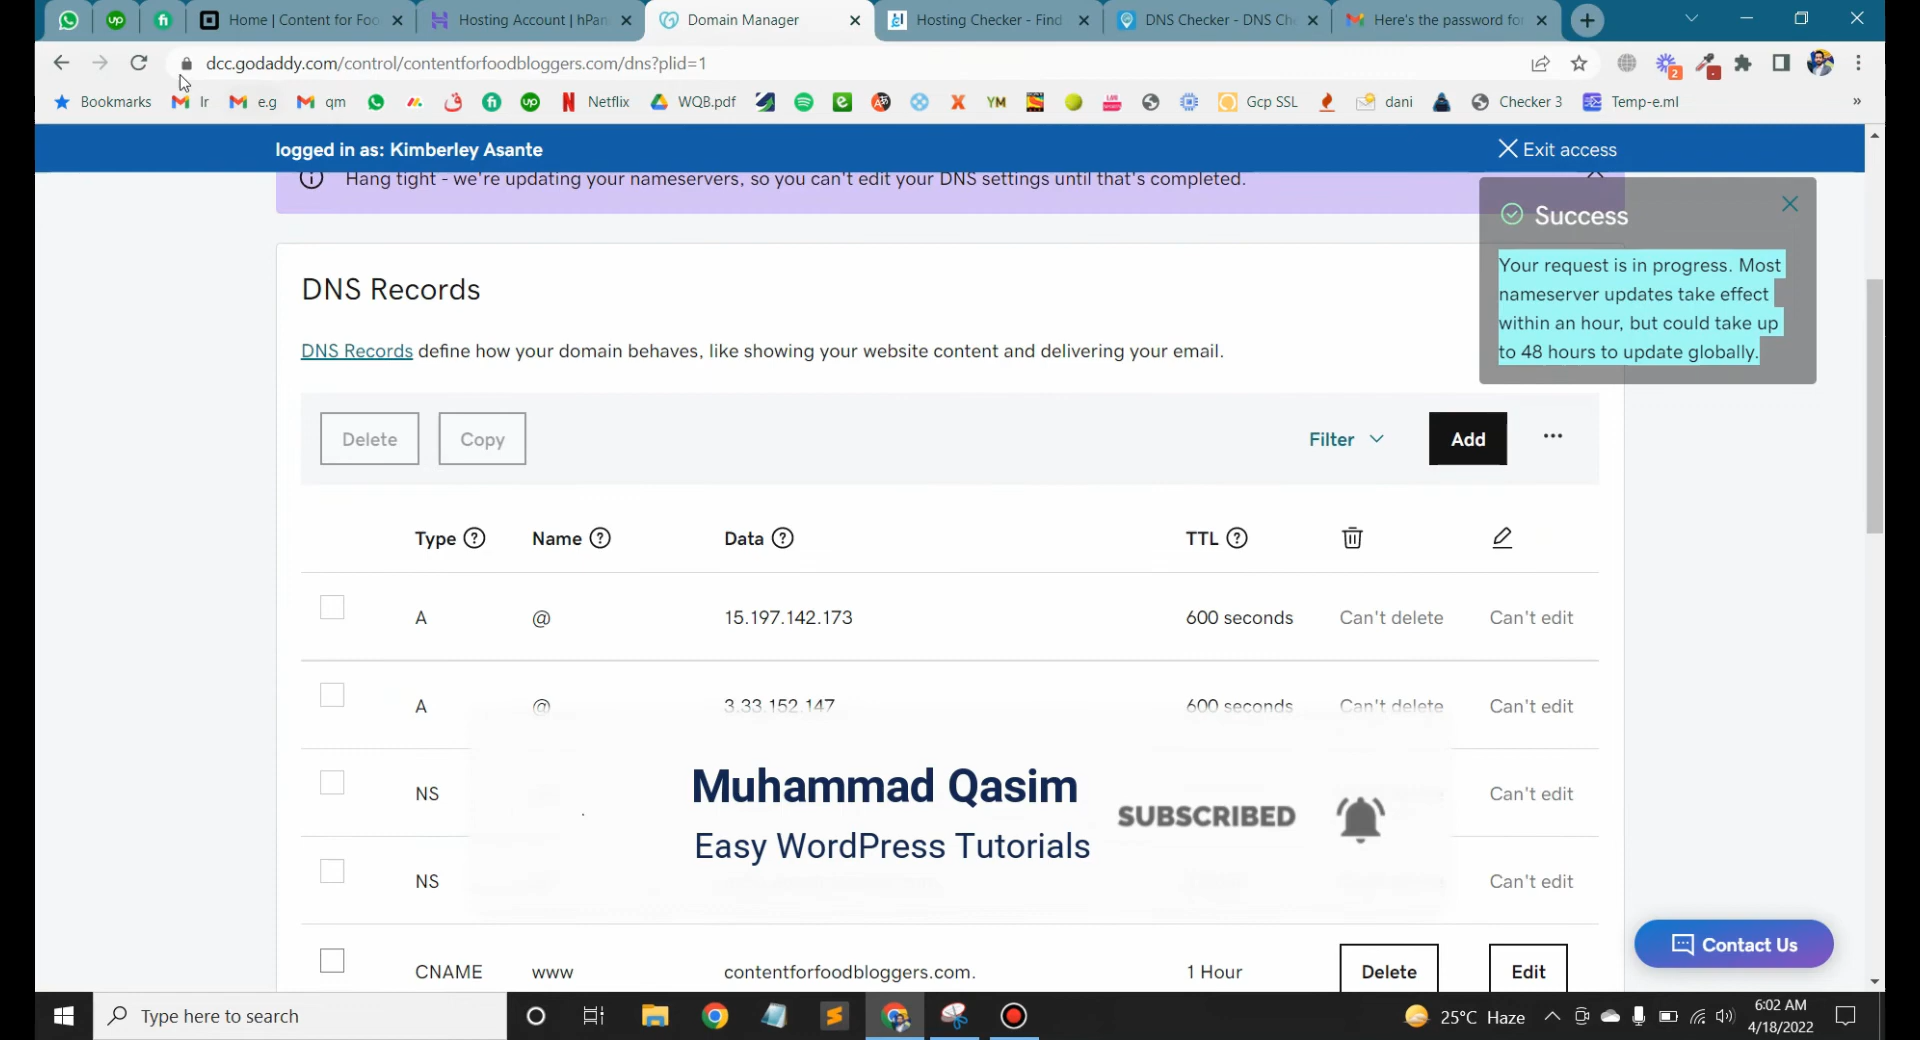 Home | Content for Foo
Hosting Account | hPan
Domain Manager
Hosting Checker - Find
DNS Checker - DNS Ch
Here's the password fo
dcc.godaddy.com/control/contentforfoodbloggers.com/dns?plid=1
Bookmarks
Ir
e.g
qm
Netflix
WQB.pdf
YM
Gcp SSL
dani
Checker 3
Temp-e.ml
»
logged in as: Kimberley Asante
Exit access
Hang tight - we're updating your nameservers, so you can't edit your DNS settings until that's completed.
Success
Your request is in progress. Most
nameserver updates take effect
within an hour, but could take up
to 48 hours to update globally.
DNS Records
DNS Records define how your domain behaves, like showing your website content and delivering your email.
Delete
Copy
Filter
Add
Type
Name
Data
TTL
A @ 15.197.142.173 600 seconds Can't delete Can't edit
A @ 3.33.152.147 600 seconds Can't delete Can't edit
NS Can't edit
Muhammad Qasim
SUBSCRIBED
Easy WordPress Tutorials
NS Can't edit
CNAME www contentforfoodbloggers.com. 1 Hour Delete Edit
Contact Us
Type here to search
25°C Haze
6:02 AM
4/18/2022